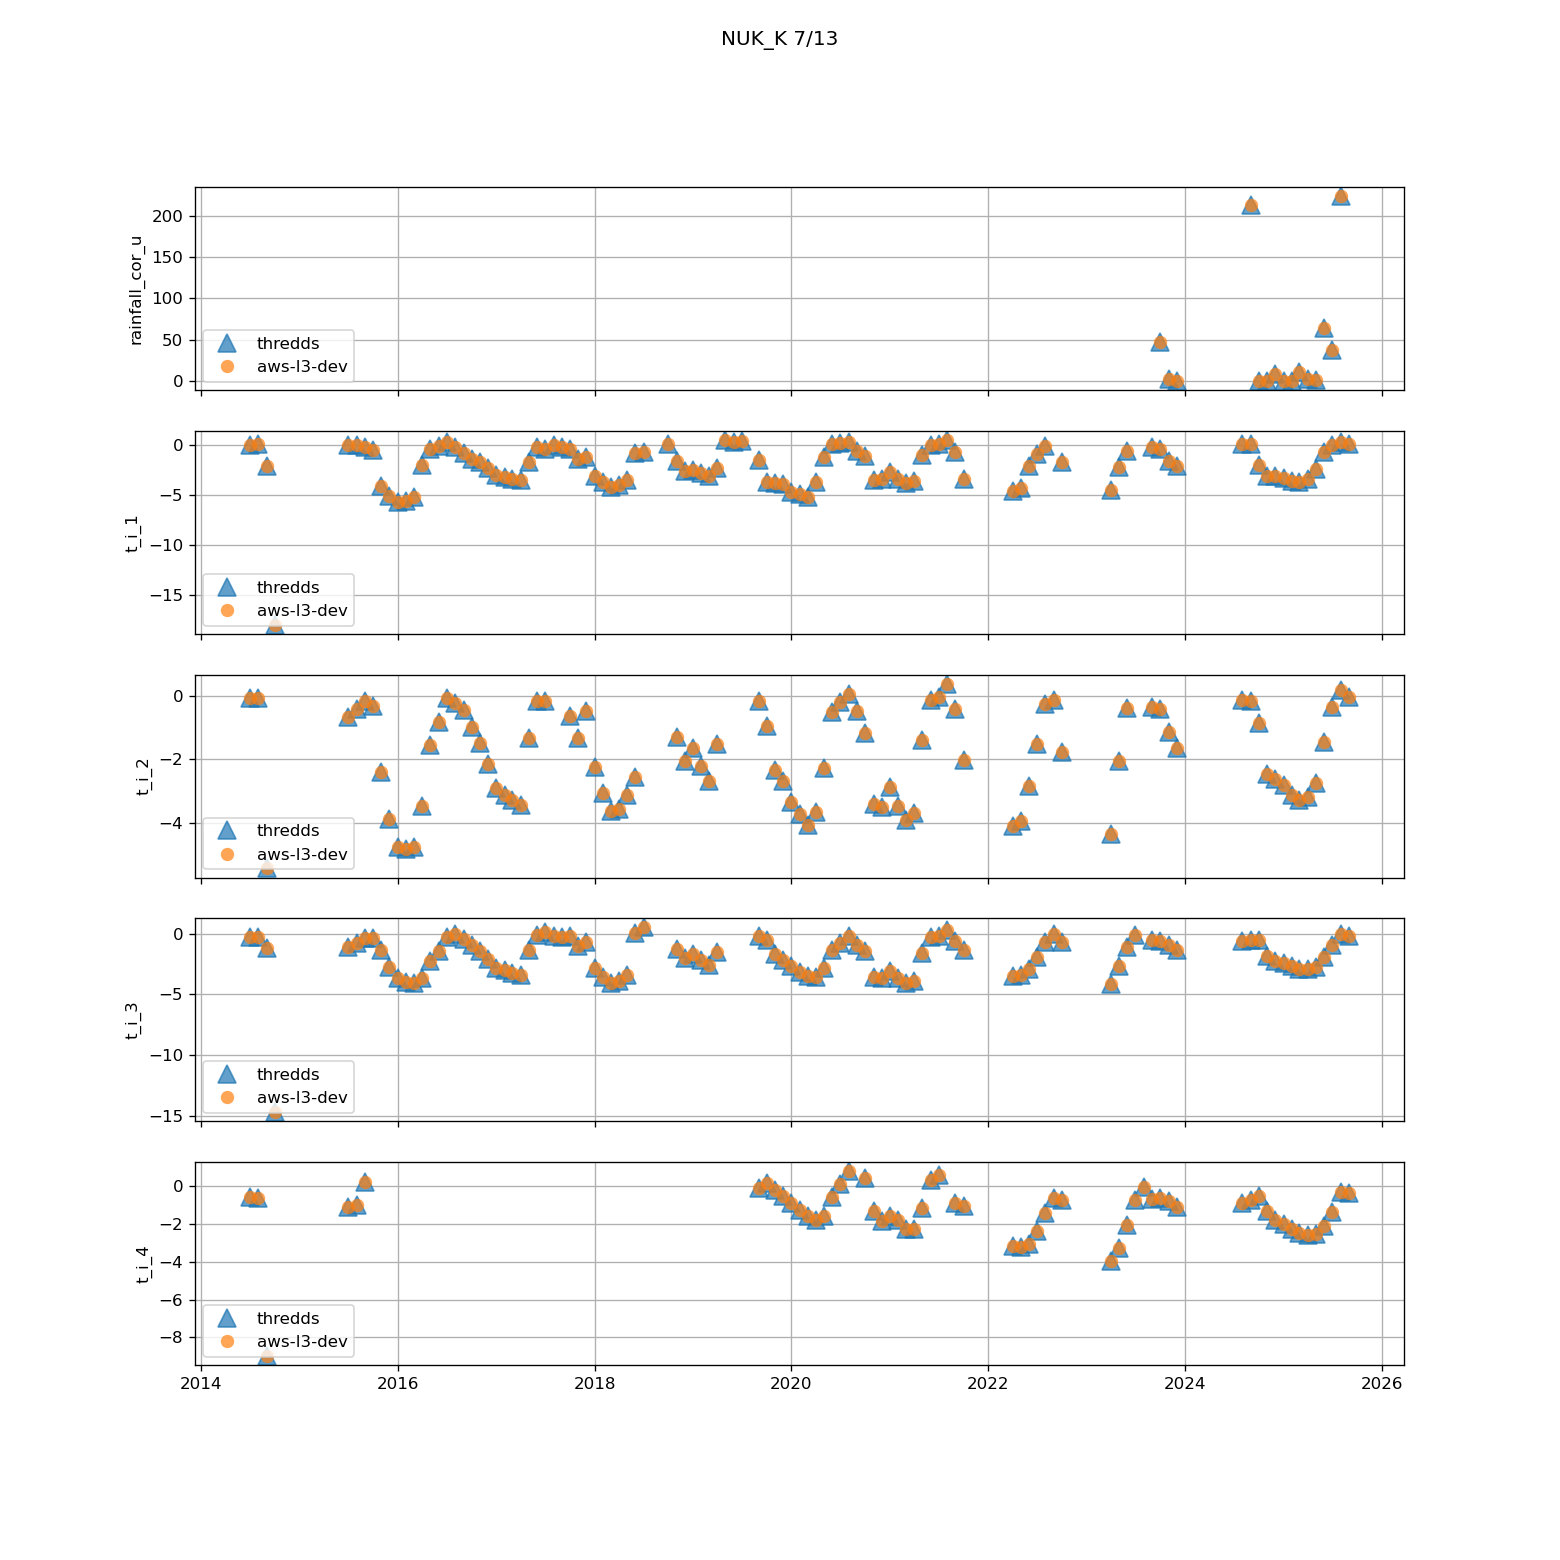 NUK_K 7/13
rainfall_cor_u
200
150
100
50
0
thredds
aws-l3-dev
t_i_1
0
−5
−10
−15
thredds
aws-l3-dev
t_i_2
0
−2
−4
thredds
aws-l3-dev
t_i_3
0
−5
−10
−15
thredds
aws-l3-dev
t_i_4
0
−2
−4
−6
−8
thredds
aws-l3-dev
2014 2016 2018 2020 2022 2024 2026